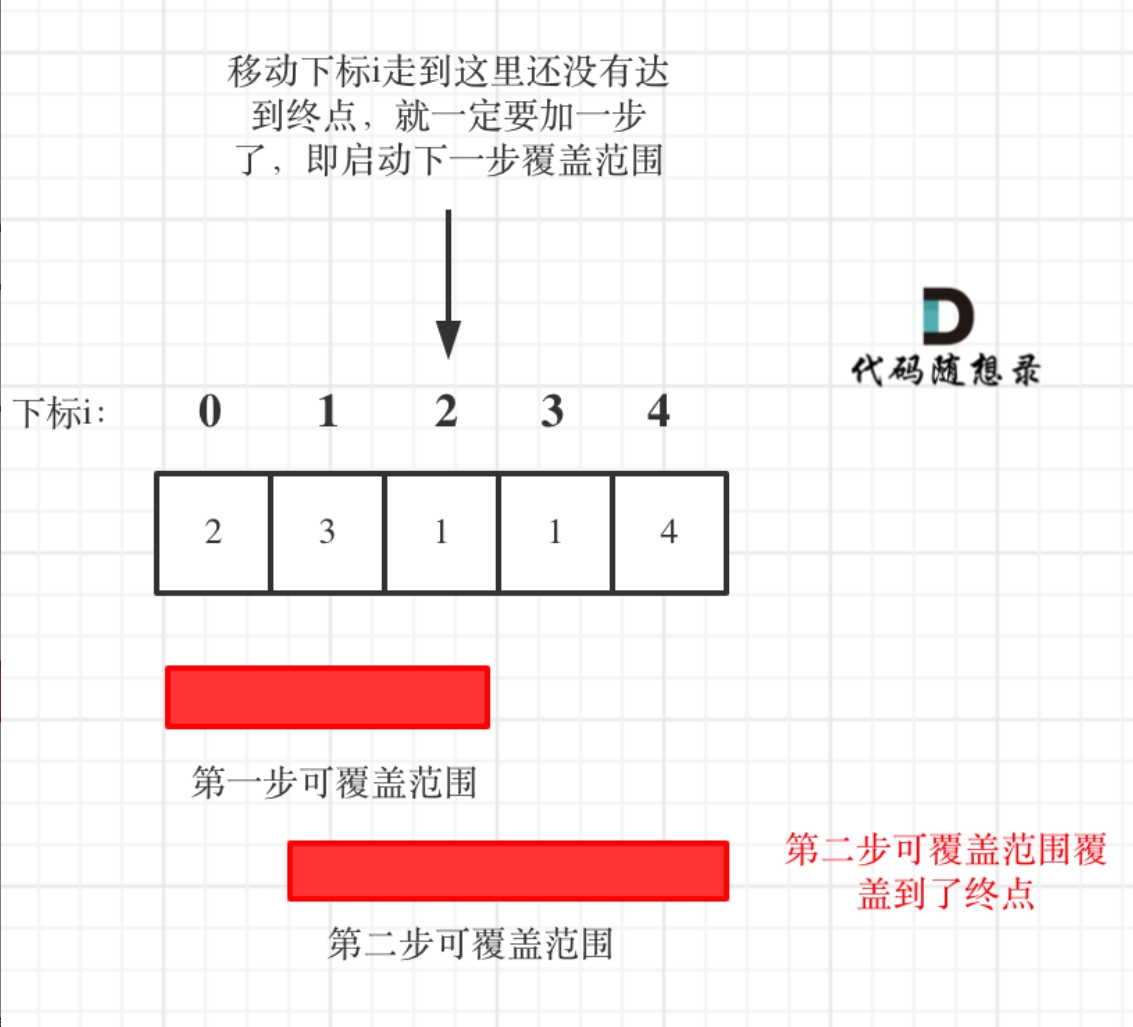 移动下标i走到这里还没有达
到终点，就一定要加一步
了，即启动下一步覆盖范围
代码随想录
下标i: 0 1 2 3 4
2 3 1 1 4
第一步可覆盖范围
第二步可覆盖范围覆
盖到了终点
第二步可覆盖范围